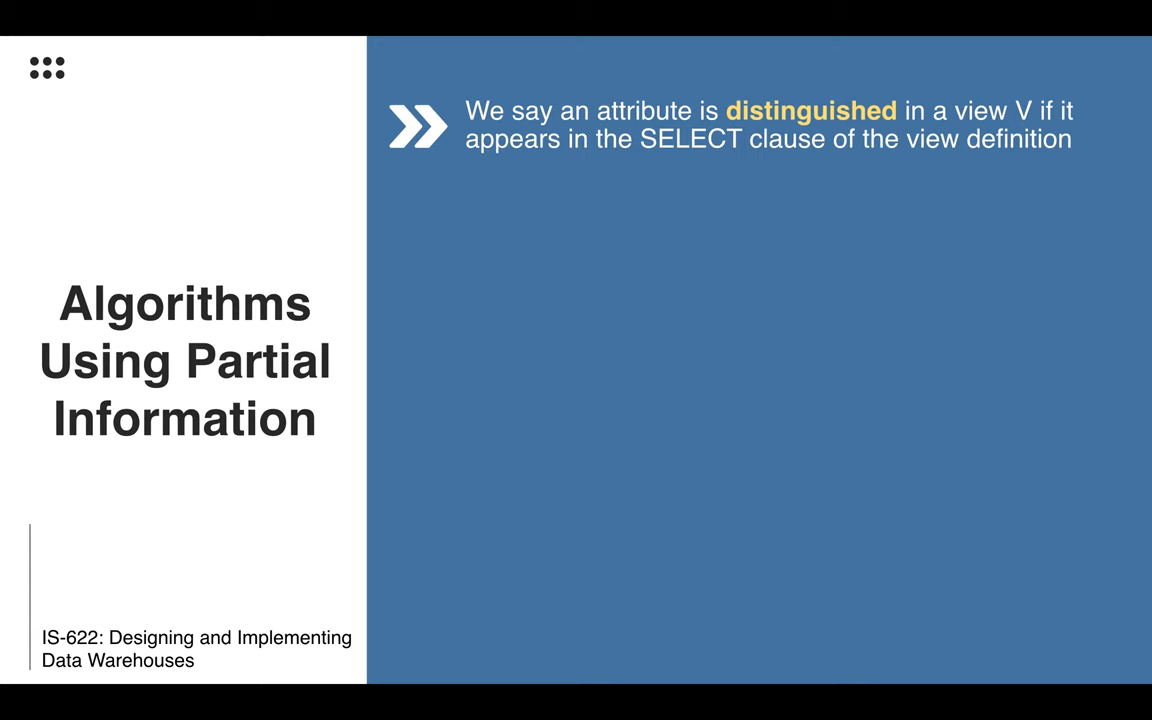 We say an attribute is distinguished in a view V if it
appears in the SELECT clause of the view definition
Algorithms
Using Partial
Information
IS-622: Designing and Implementing
Data Warehouses